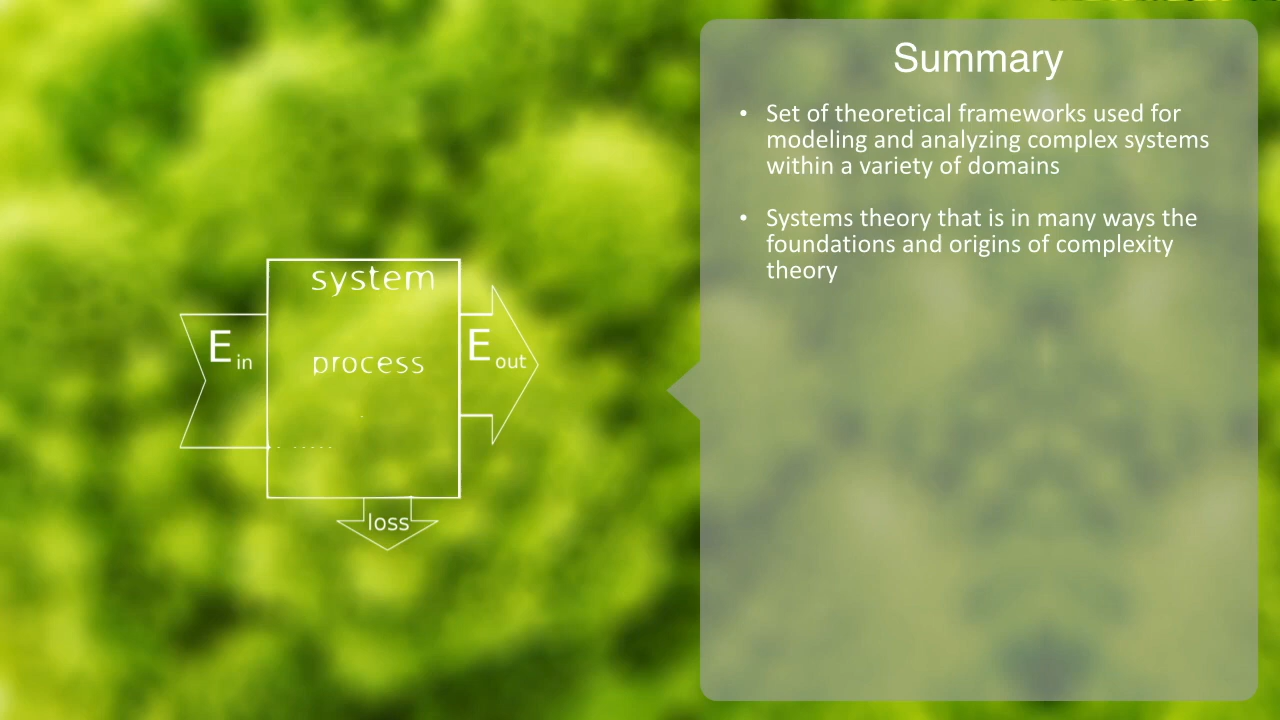 Summary
• Set of theoretical frameworks used for
modeling and analyzing complex systems
within a variety of domains
• Systems theory that is in many ways the
foundations and origins of complexity
theory
system
E in
process
E out
loss